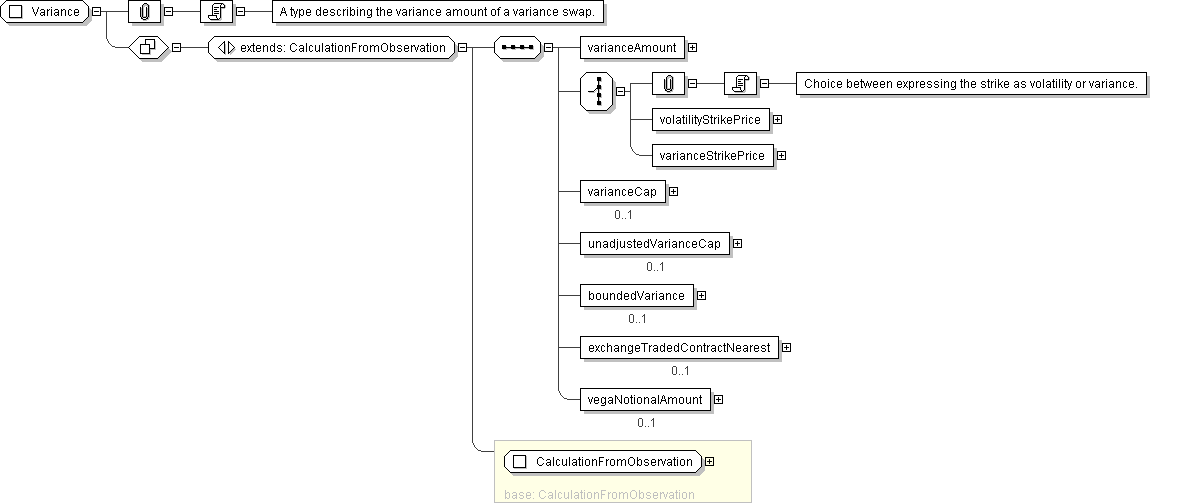 Variance
A type describing the variance amount of a variance swap.
extends: CalculationFromObservation
varianceAmount
Choice between expressing the strike as volatility or variance.
volatilityStrikePrice
varianceStrikePrice
varianceCap
0..1
unadjustedVarianceCap
0..1
boundedVariance
0..1
exchangeTradedContractNearest
0..1
vegaNotionalAmount
0..1
CalculationFromObservation
base: CalculationFromObservation